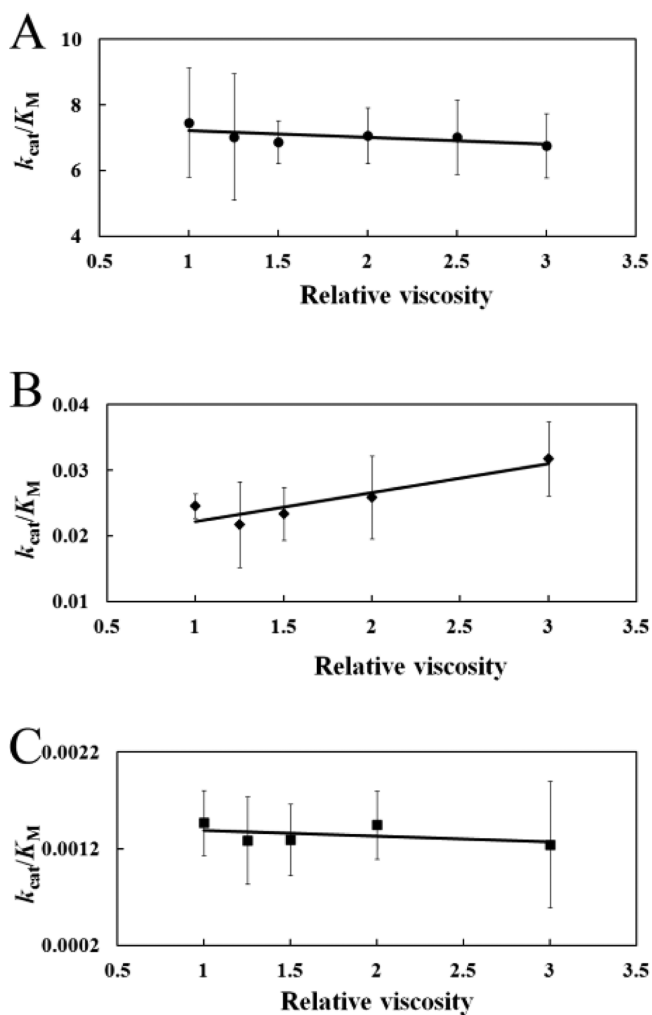 A
10
8
6
4
kcat/KM
0.5 1 1.5 2 2.5 3 3.5
Relative viscosity
B
0.04
0.03
0.02
0.01
kcat/KM
0.5 1 1.5 2 2.5 3 3.5
Relative viscosity
C
0.0022
0.0012
0.0002
kcat/KM
0.5 1 1.5 2 2.5 3 3.5
Relative viscosity